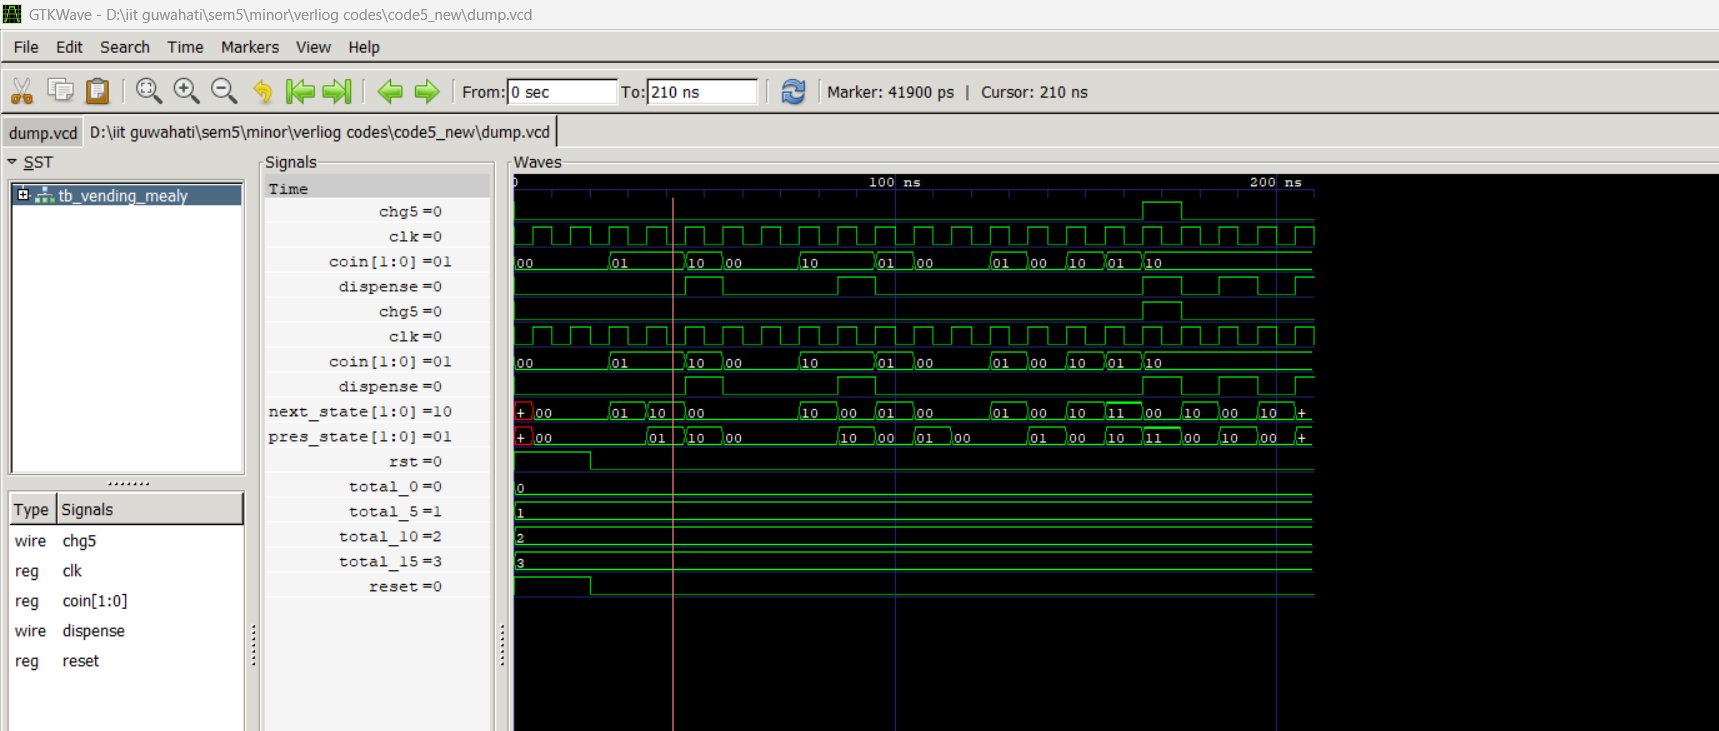 GTKWave - D:\iit guwahati\sem5\minor\verliog codes\code5_new\dump.vcd
File Edit Search Time Markers View Help
From: 0 sec To: 210 ns Marker: 41900 ps | Cursor: 210 ns
dump.vcd D:\iit guwahati\sem5\minor\verliog codes\code5_new\dump.vcd
SST
tb_vending_mealy
Type Signals
wire chg5
reg clk
reg coin[1:0]
wire dispense
reg reset
Signals
Time
chg5 =0
clk =0
coin[1:0] =01
dispense =0
chg5 =0
clk =0
coin[1:0] =01
dispense =0
next_state[1:0] =10
pres_state[1:0] =01
rst =0
total_0 =0
total_5 =1
total_10 =2
total_15 =3
reset =0
Waves
0 100 ns 200 ns
00 01 10 00 10 01 00 01 00 10 01 10
00 01 10 00 10 01 00 01 00 10 01 10
+ 00 01 10 00 10 00 01 00 01 00 10 11 00 10 00 10 +
+ 00 01 10 00 10 00 01 00 01 00 10 11 00 10 00 +
0
1
2
3